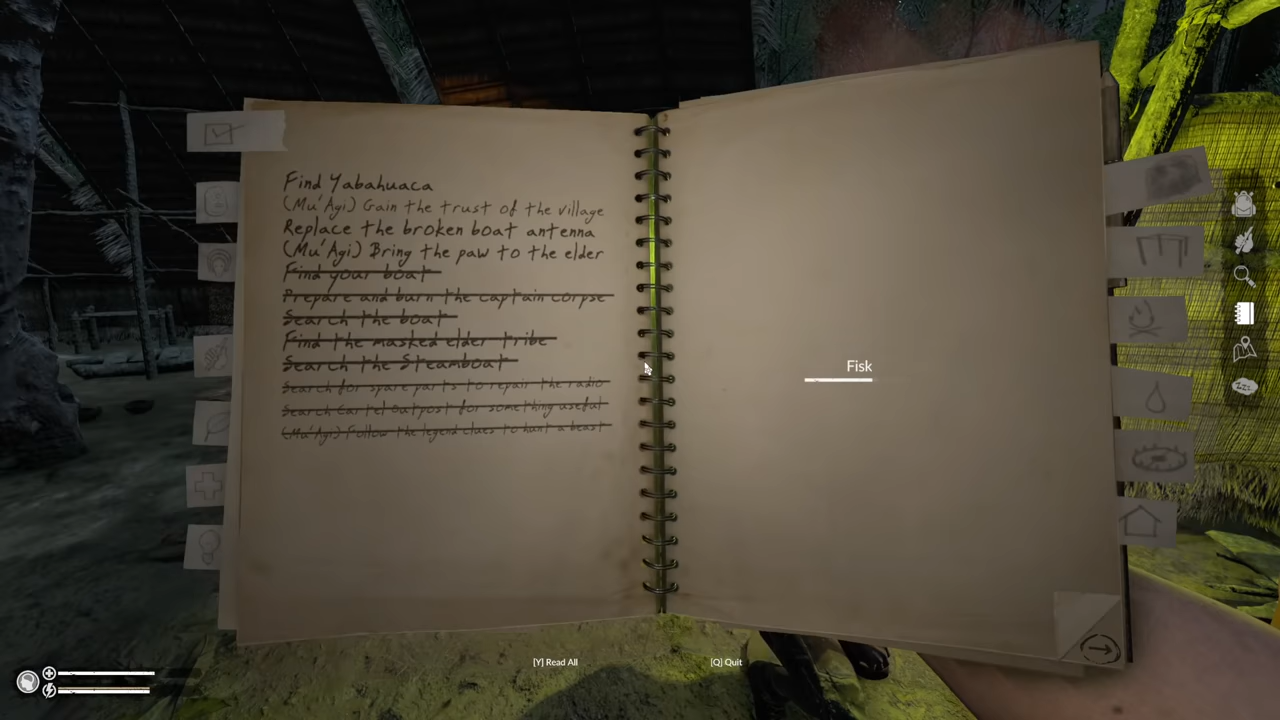 Find Yabahuaca
(Mu'Agi) Gain the trust of the village
Replace the broken boat antenna
(Mu'Agi) Bring the paw to the elder
Find your boat
Prepare and burn the captain corpse
Search the boat
Find the masked elder tribe
Search the Steamboat
Search for spare parts to repair the radio
Search Cartel Outpost for something useful
(Mu'Agi) Follow the legend clues to hunt a beast
Fisk
[Y] Read All
[Q] Quit